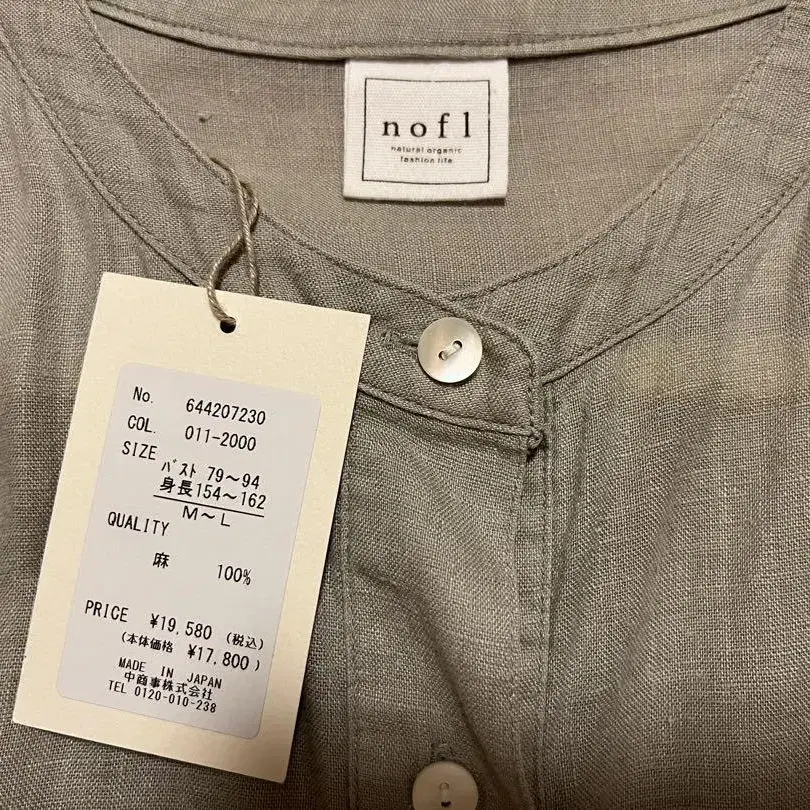 nofl
natural organic
fashion life
No. 644207230
COL. 011-2000
SIZE
バスト 79〜94
身長154〜162
M〜L
QUALITY
麻 100%
PRICE ¥19,580 (税込)
(本体価格 ¥17,800 )
MADE IN JAPAN
中商事株式会社
TEL 0120-010-238